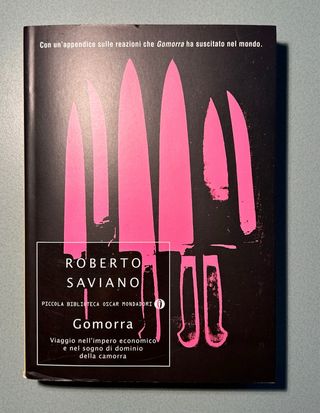 Con un'appendice sulle reazioni che Gomorra ha suscitato nel mondo.
ROBERTO
SAVIANO
PICCOLA BIBLIOTECA OSCAR MONDADORI
Gomorra
Viaggio nell'impero economico
e nel sogno di dominio
della camorra